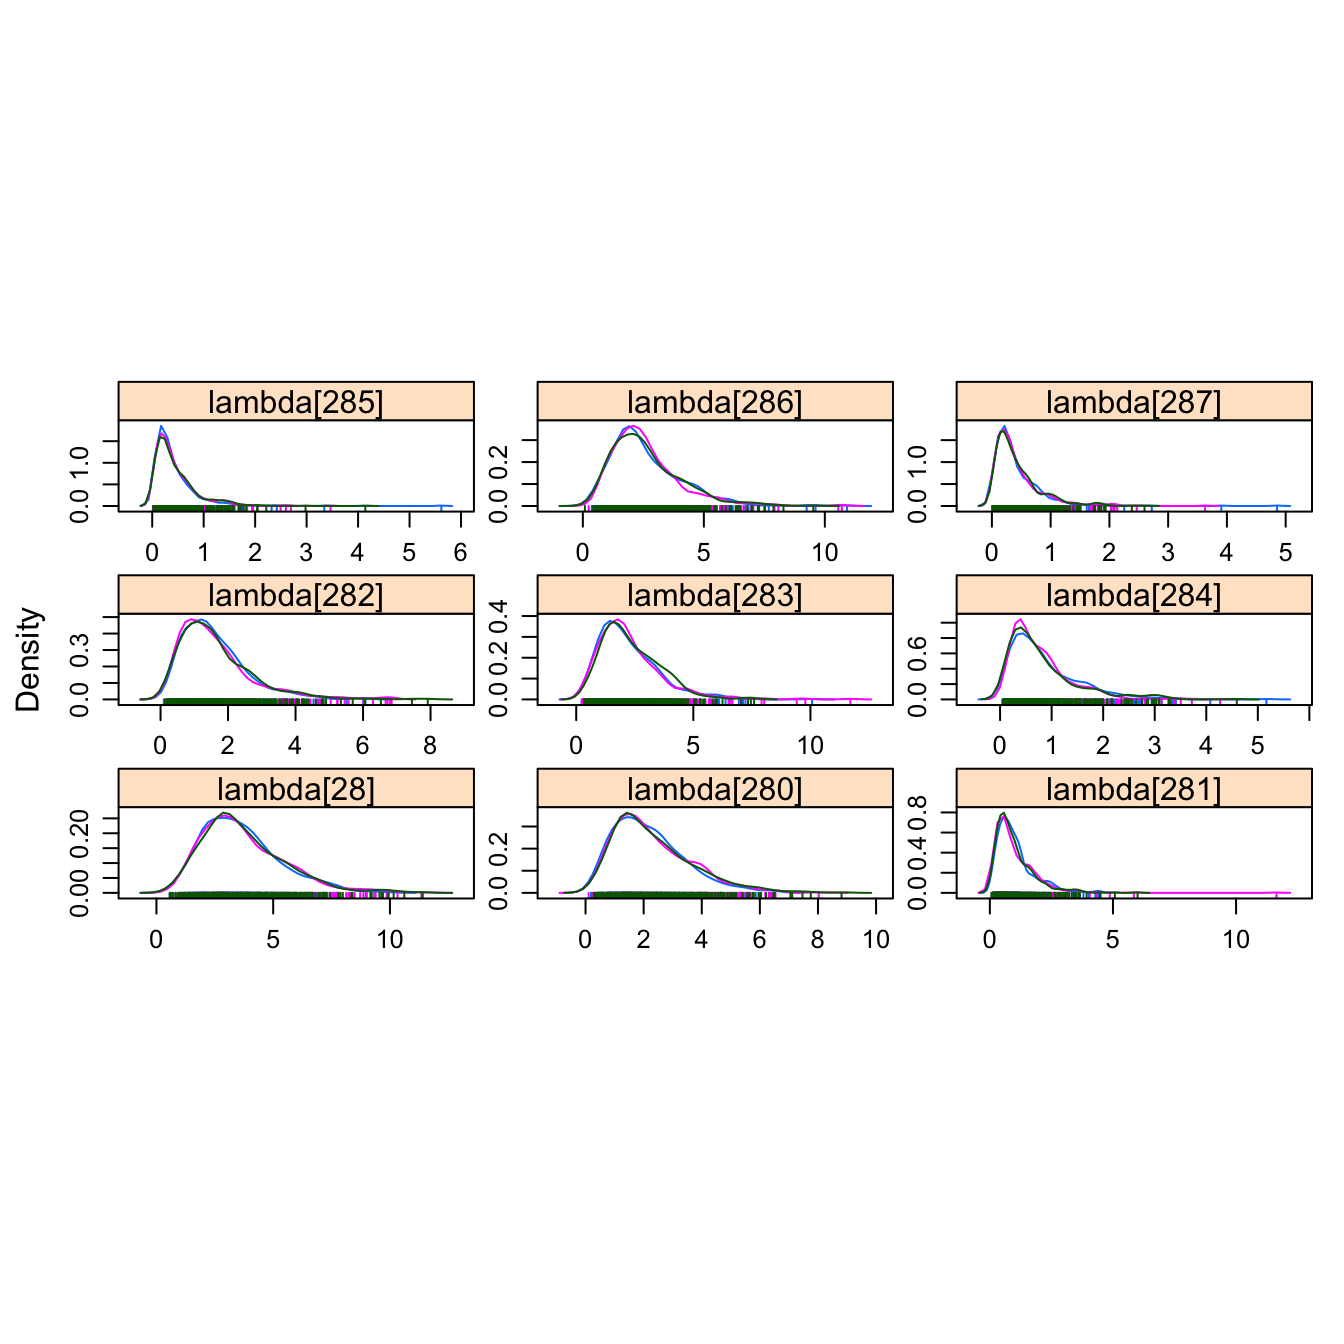 Density
lambda[285] lambda[286] lambda[287]
0.0 1.0
0 1 2 3 4 5 6
0.0 0.2
0 5 10
0.0 1.0
0 1 2 3 4 5
lambda[282] lambda[283] lambda[284]
0.0 0.3
0 2 4 6 8
0.0 0.2 0.4
0 5 10
0.0 0.6
0 1 2 3 4 5
lambda[28] lambda[280] lambda[281]
0.00 0.20
0 5 10
0.0 0.2
0 2 4 6 8 10
0.0 0.4 0.8
0 5 10